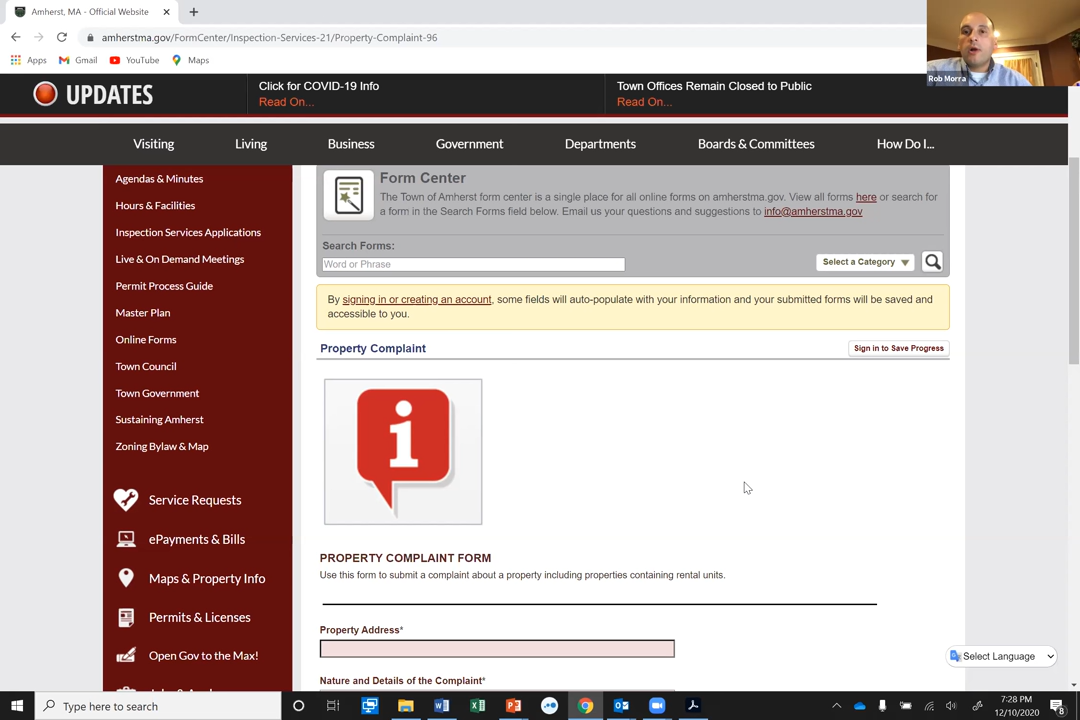 Amherst, MA - Official Website
amherstma.gov/FormCenter/Inspection-Services-21/Property-Complaint-96
Apps
Gmail
YouTube
Maps
Rob Morra
UPDATES
Click for COVID-19 Info
Read On...
Town Offices Remain Closed to Public
Read On...
Visiting
Living
Business
Government
Departments
Boards & Committees
How Do I...
Agendas & Minutes
Hours & Facilities
Inspection Services Applications
Live & On Demand Meetings
Permit Process Guide
Master Plan
Online Forms
Town Council
Town Government
Sustaining Amherst
Zoning Bylaw & Map
Service Requests
ePayments & Bills
Maps & Property Info
Permits & Licenses
Open Gov to the Max!
Form Center
The Town of Amherst form center is a single place for all online forms on amherstma.gov. View all forms here or search for
a form in the Search Forms field below. Email us your questions and suggestions to info@amherstma.gov
Search Forms:
Word or Phrase
Select a Category
By signing in or creating an account, some fields will auto-populate with your information and your submitted forms will be saved and
accessible to you.
Property Complaint
Sign in to Save Progress
i
PROPERTY COMPLAINT FORM
Use this form to submit a complaint about a property including properties containing rental units.
Property Address*
Nature and Details of the Complaint*
Select Language
Type here to search
7:28 PM
12/10/2020
8